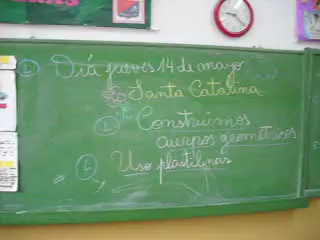 Día jueves 14 de mayo
Santa Catalina
Construimos
cuerpos geométricos
Uso plastilinas